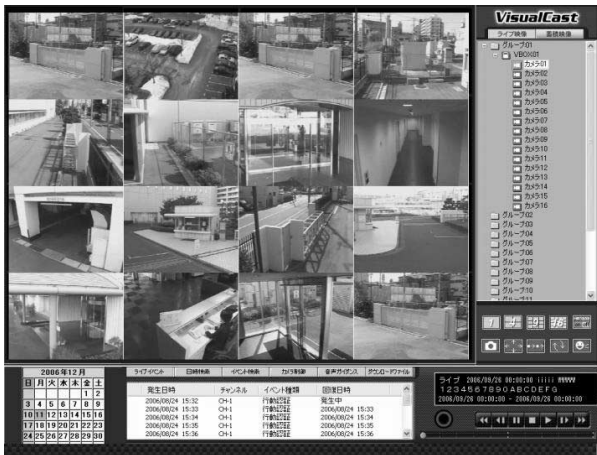 VisualCast
ライブ映像 蓄積映像
グループ01
VBOX01
カメラ01
カメラ02
カメラ03
カメラ04
カメラ05
カメラ06
カメラ07
カメラ08
カメラ09
カメラ10
カメラ11
カメラ12
カメラ13
カメラ14
カメラ15
カメラ16
グループ02
グループ03
グループ04
グループ05
グループ06
グループ07
グループ08
グループ09
グループ10
グループ11
2006年12月
日 月 火 水 木 金 土
1 2
3 4 5 6 7 8 9
10 11 12 13 14 15 16
17 18 19 20 21 22 23
24 25 26 27 28 29 30
ライブイベント 日時検索 イベント検索 カメラ制御 音声ガイダンス ダウンロードファイル
発生日時 チャンネル イベント種類 回復日時
2006/08/24 15:32 CH-1 行動認証 発生中
2006/08/24 15:33 CH-1 行動認証 2006/08/24 15:33
2006/08/24 15:34 CH-1 行動認証 2006/08/24 15:34
2006/08/24 15:35 CH-1 行動認証 2006/08/24 15:35
2006/08/24 15:36 CH-1 行動認証 2006/08/24 15:36
ライブ 2006/09/26 00:00:00
1234567890ABCDEFG
2006/09/26 00:00:00 - 2006/09/26 00:00:00